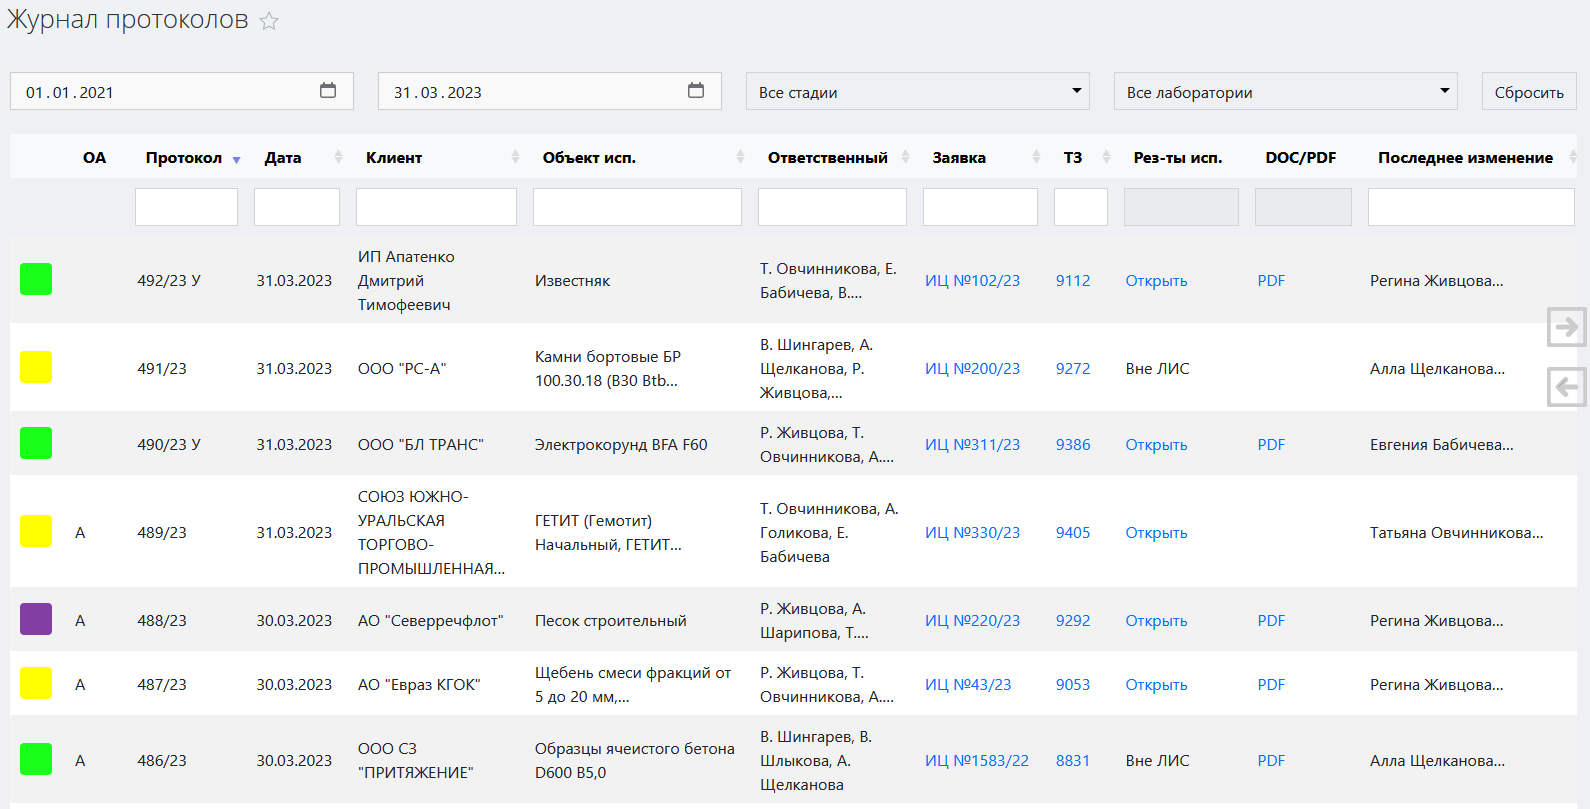 Журнал протоколов
01.01.2021
31.03.2023
Все стадии
Все лаборатории
Сбросить
ОА
Протокол
Дата
Клиент
Объект исп.
Ответственный
Заявка
ТЗ
Рез-ты исп.
DOC/PDF
Последнее изменение
492/23 У
31.03.2023
ИП Апатенко
Дмитрий
Тимофеевич
Известняк
Т. Овчинникова, Е.
Бабичева, В....
ИЦ №102/23
9112
Открыть
PDF
Регина Живцова...
491/23
31.03.2023
ООО "РС-А"
Камни бортовые БР
100.30.18 (B30 Btb...
В. Шингарев, А.
Щелканова, Р.
Живцова,...
ИЦ №200/23
9272
Вне ЛИС
Алла Щелканова...
490/23 У
31.03.2023
ООО "БЛ ТРАНС"
Электрокорунд BFA F60
Р. Живцова, Т.
Овчинникова, А....
ИЦ №311/23
9386
Открыть
PDF
Евгения Бабичева...
А
489/23
31.03.2023
СОЮЗ ЮЖНО-
УРАЛЬСКАЯ
ТОРГОВО-
ПРОМЫШЛЕННАЯ...
ГЕТИТ (Гемотит)
Начальный, ГЕТИТ...
Т. Овчинникова, А.
Голикова, Е.
Бабичева
ИЦ №330/23
9405
Открыть
Татьяна Овчинникова...
А
488/23
30.03.2023
АО "Северречфлот"
Песок строительный
Р. Живцова, А.
Шарипова, Т....
ИЦ №220/23
9292
Открыть
PDF
Регина Живцова...
А
487/23
30.03.2023
АО "Евраз КГОК"
Щебень смеси фракций от
5 до 20 мм,...
Р. Живцова, Т.
Овчинникова, А....
ИЦ №43/23
9053
Открыть
PDF
Регина Живцова...
А
486/23
30.03.2023
ООО СЗ
"ПРИТЯЖЕНИЕ"
Образцы ячеистого бетона
D600 B5,0
В. Шингарев, В.
Шлыкова, А.
Щелканова
ИЦ №1583/22
8831
Вне ЛИС
PDF
Алла Щелканова...